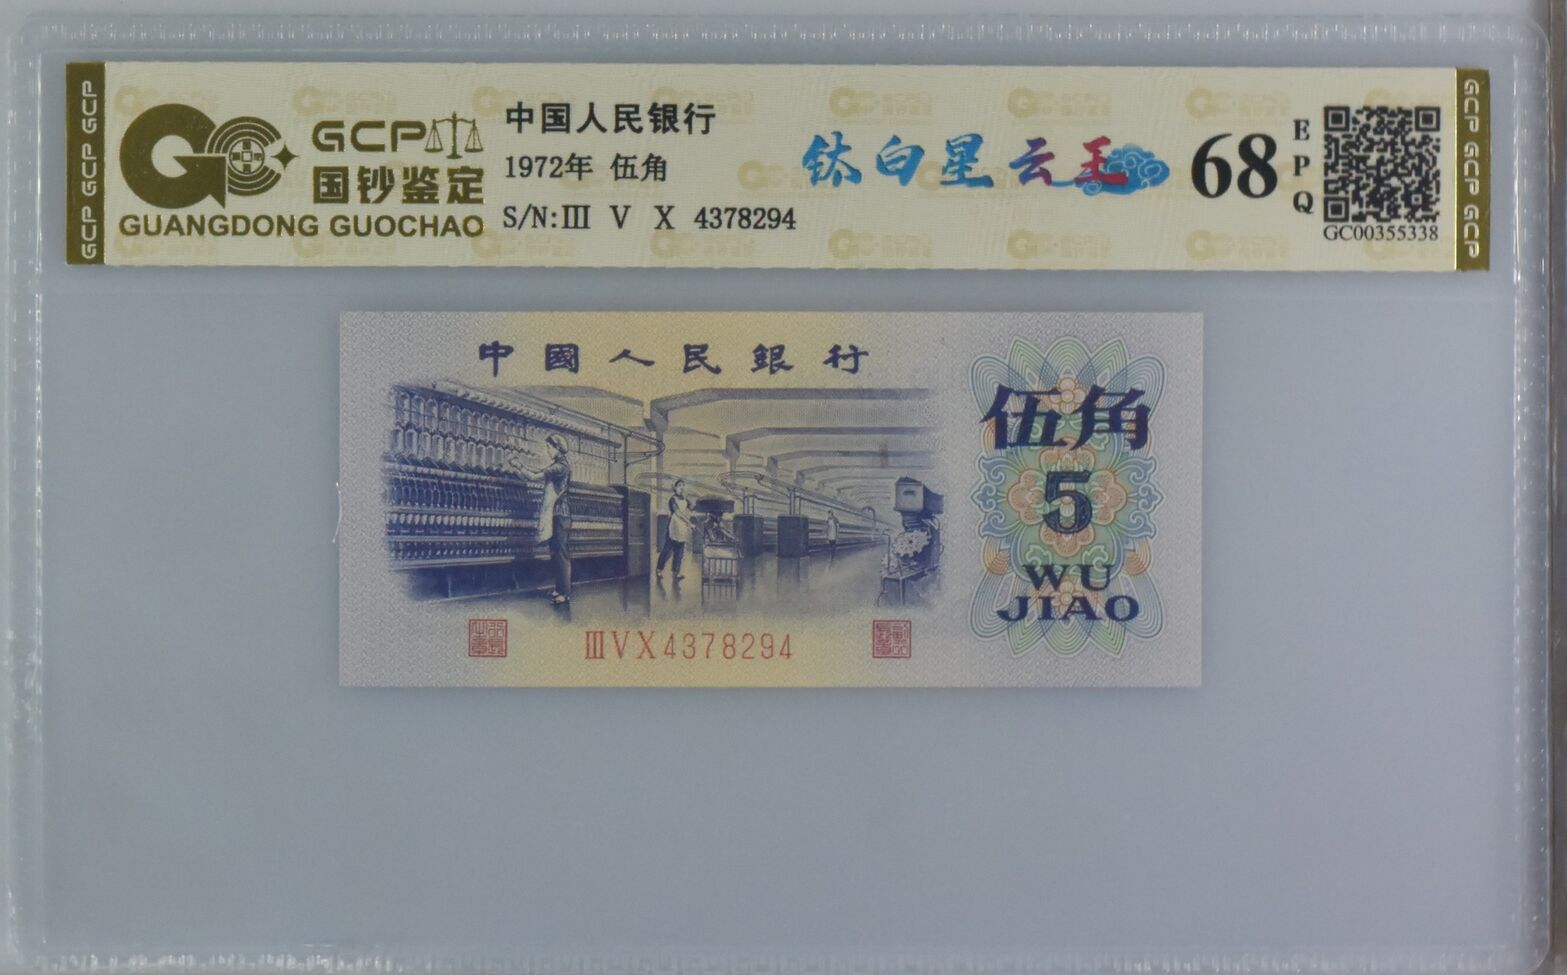 GCP GCP GCP
GCP
国钞鉴定
GUANGDONG GUOCHAO
中国人民银行
1972年 伍角
S/N:Ⅲ V X 4378294
钛白星云王
68
EPQ
GC00355338
GCP GCP GCP
中國人民銀行
伍角
5
WU
JIAO
ⅢVX4378294